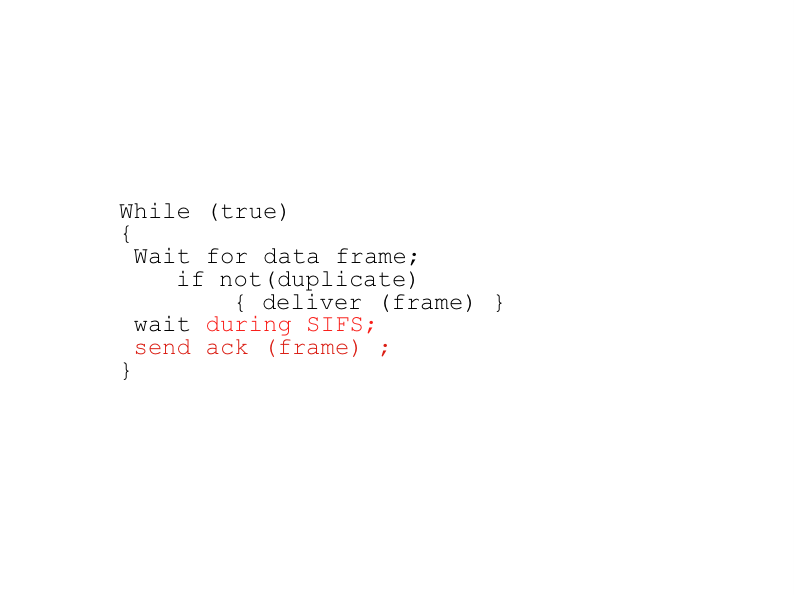 While (true)
{
Wait for data frame;
if not(duplicate)
{ deliver (frame) }
wait during SIFS;
send ack (frame) ;
}